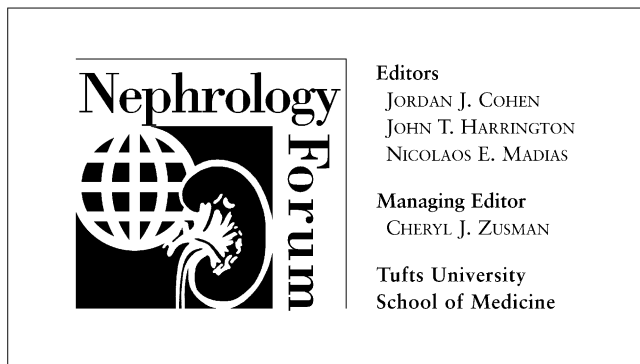 Nephrology
Forum
Editors
JORDAN J. COHEN
JOHN T. HARRINGTON
NICOLAOS E. MADIAS
Managing Editor
CHERYL J. ZUSMAN
Tufts University
School of Medicine